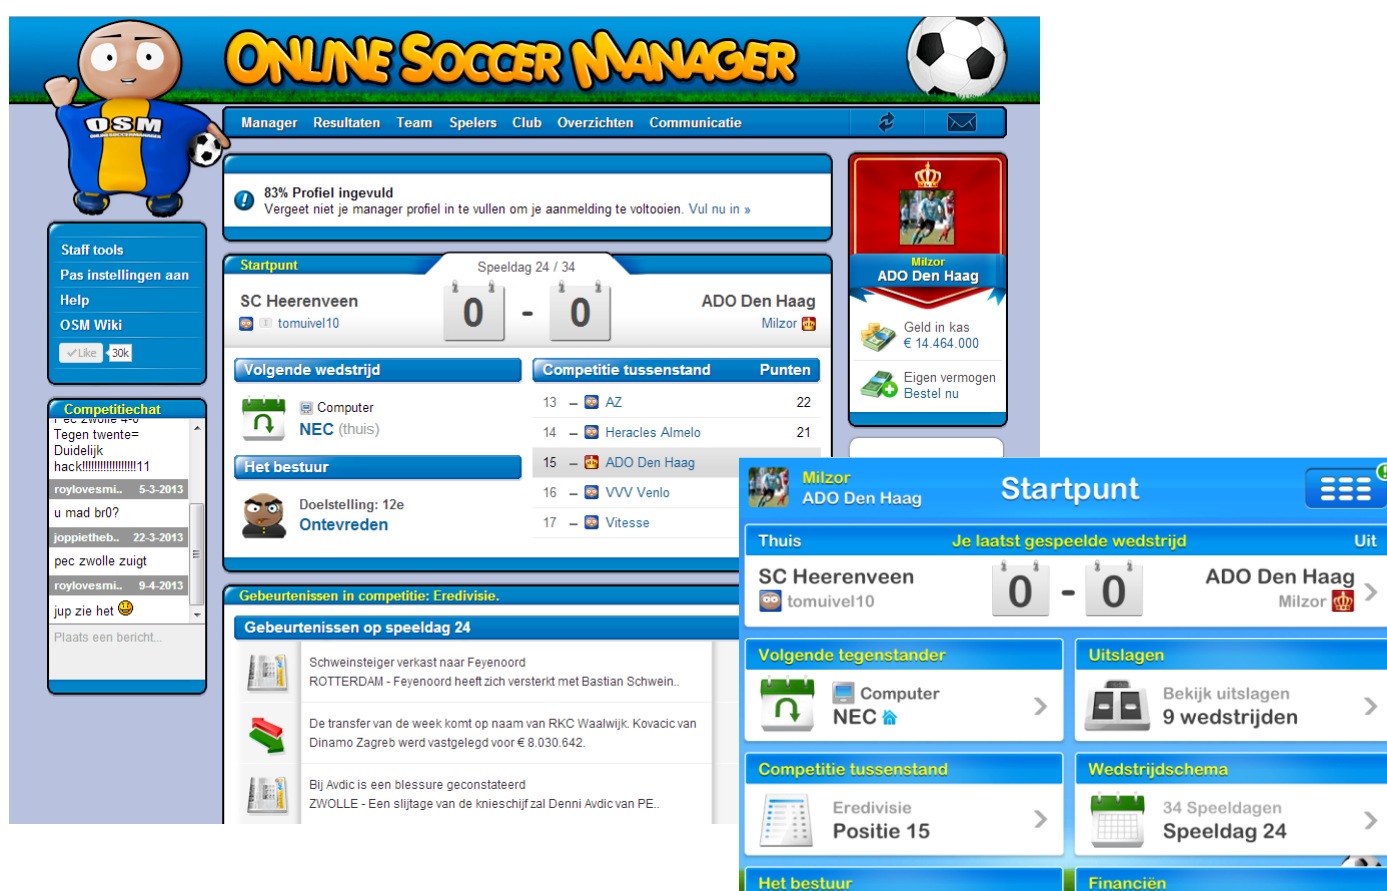 ONLINE SOCCER MANAGER
OSM
ONLINESOCCERMANAGER
Manager Resultaten Team Spelers Club Overzichten Communicatie
83% Profiel ingevuld
Vergeet niet je manager profiel in te vullen om je aanmelding te voltooien. Vul nu in »
Staff tools
Pas instellingen aan
Help
OSM Wiki
Like 30k
Competitiechat
Pec zwolle 4-0
Tegen twente=
Duidelijk
hack!!!!!!!!!!!!!!!!!!11
roylovesmi.. 5-3-2013
u mad br0?
joppietheb.. 22-3-2013
pec zwolle zuigt
roylovesmi.. 9-4-2013
jup zie het
Plaats een bericht...
Startpunt
Speeldag 24 / 34
SC Heerenveen 0 - 0 ADO Den Haag
tomuivel10 Milzor
Volgende wedstrijd
Computer
NEC (thuis)
Het bestuur
Doelstelling: 12e
Ontevreden
Competitie tussenstand Punten
13 – AZ 22
14 – Heracles Almelo 21
15 – ADO Den Haag
16 – VVV Venlo
17 – Vitesse
Gebeurtenissen in competitie: Eredivisie.
Gebeurtenissen op speeldag 24
Schweinsteiger verkast naar Feyenoord
ROTTERDAM - Feyenoord heeft zich versterkt met Bastian Schwein..
De transfer van de week komt op naam van RKC Waalwijk. Kovacic van
Dinamo Zagreb werd vastgelegd voor € 8.030.642.
Bij Avdic is een blessure geconstateerd
ZWOLLE - Een slijtage van de knieschijf zal Denni Avdic van PE..
Milzor
ADO Den Haag
Geld in kas
€ 14.464.000
Eigen vermogen
Bestel nu
Milzor
ADO Den Haag
Startpunt
Thuis Je laatst gespeelde wedstrijd Uit
SC Heerenveen 0 - 0 ADO Den Haag
tomuivel10 Milzor
Volgende tegenstander
Computer
NEC
Uitslagen
Bekijk uitslagen
9 wedstrijden
Competitie tussenstand
Eredivisie
Positie 15
Wedstrijdschema
34 Speeldagen
Speeldag 24
Het bestuur
Financiën